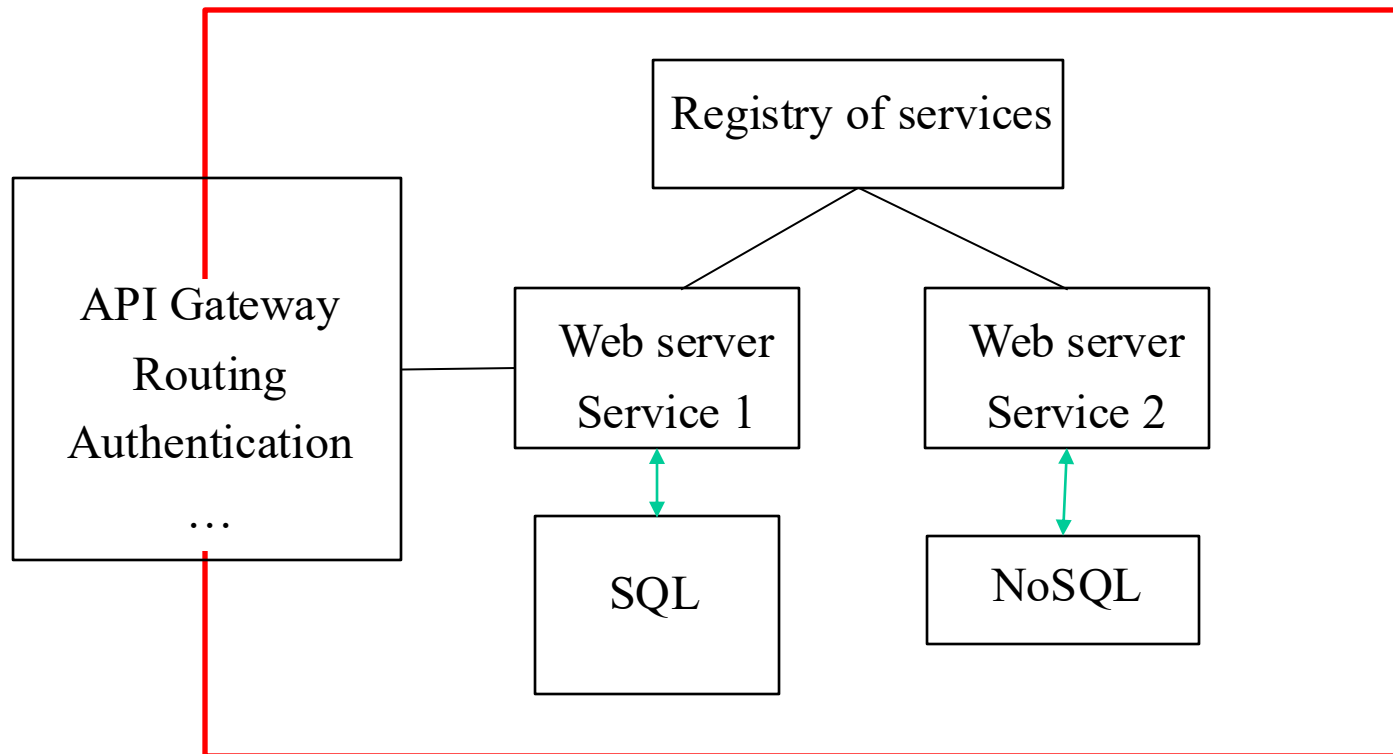 Registry of services
API Gateway
Routing
Authentication
…
Web server
Service 1
Web server
Service 2
SQL
NoSQL